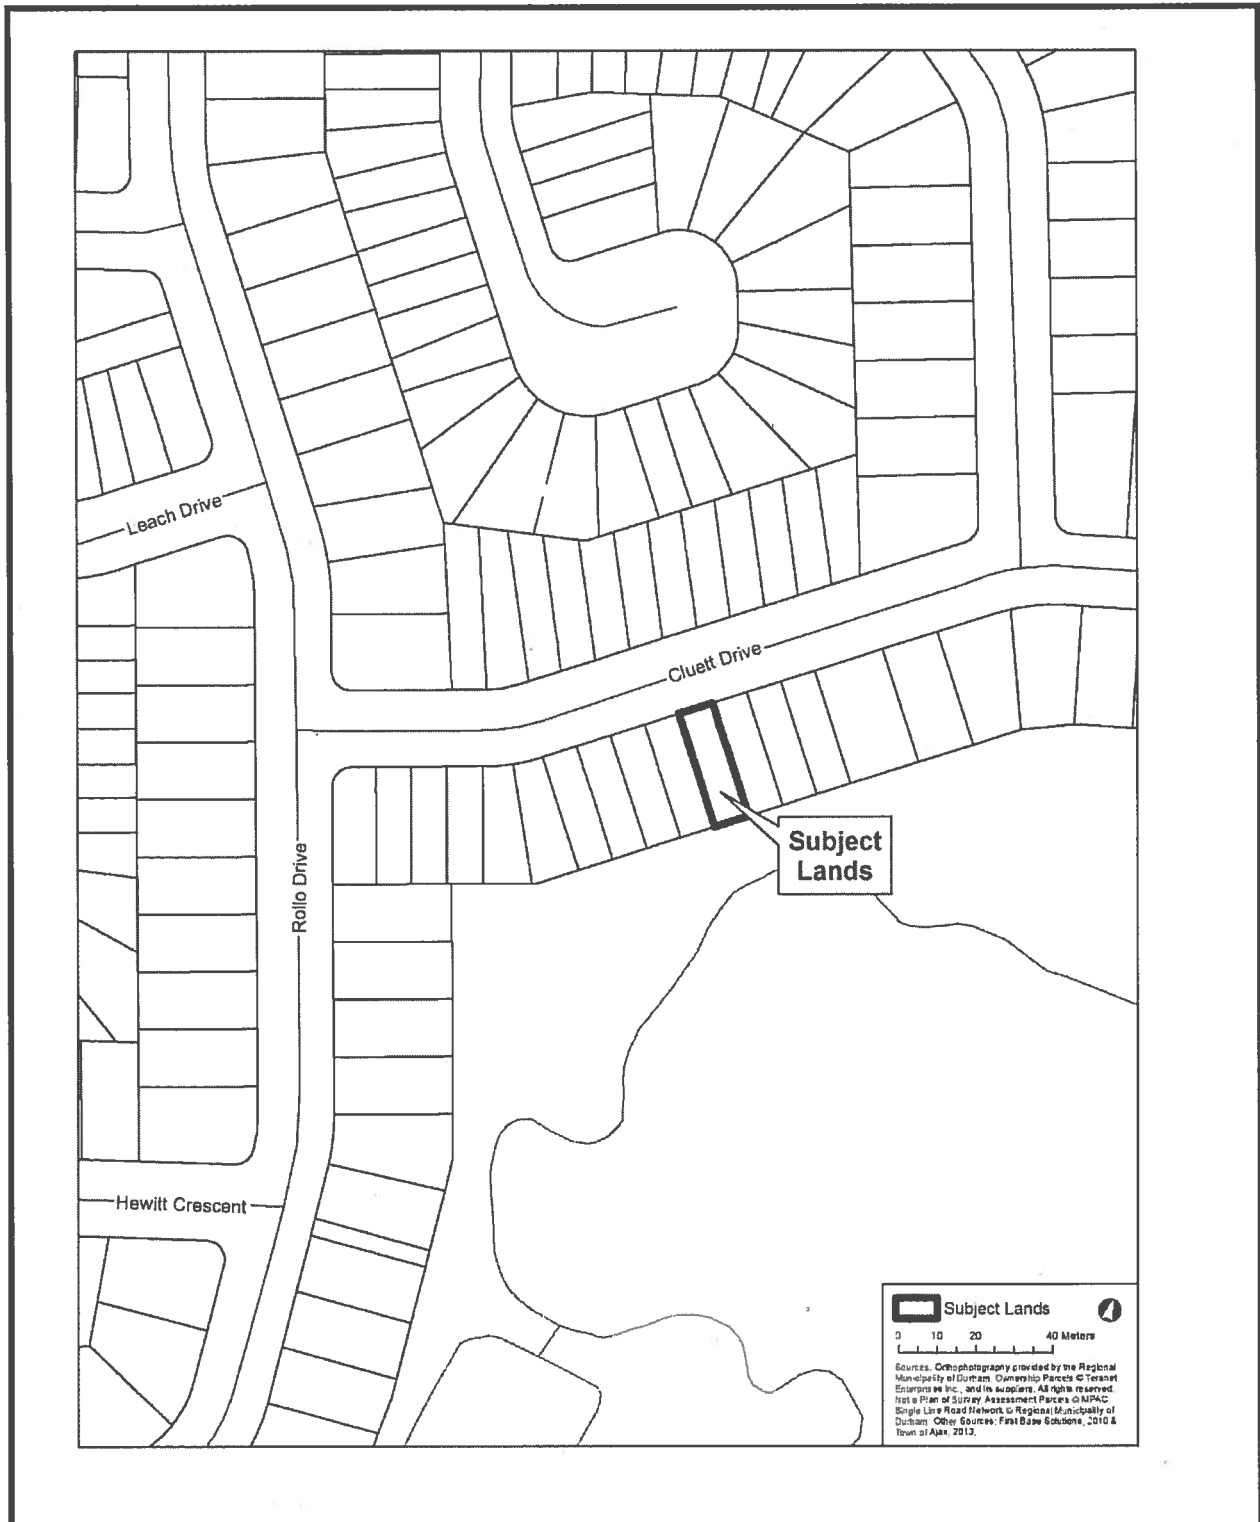 Leach Drive
Cluett Drive
Subject
Lands
Rollo Drive
Hewitt Crescent
Subject Lands
0 10 20 40 Meters
Sources: Orthophotography provided by the Regional
Municipality of Durham. Ownership Parcels © Teranet
Enterprises Inc., and its suppliers. All rights reserved.
Not a Plan of Survey. Assessment Parcels © MPAC.
Single Line Road Network © Regional Municipality of
Durham. Other Sources: First Base Solutions, 2010 &
Town of Ajax, 2013.